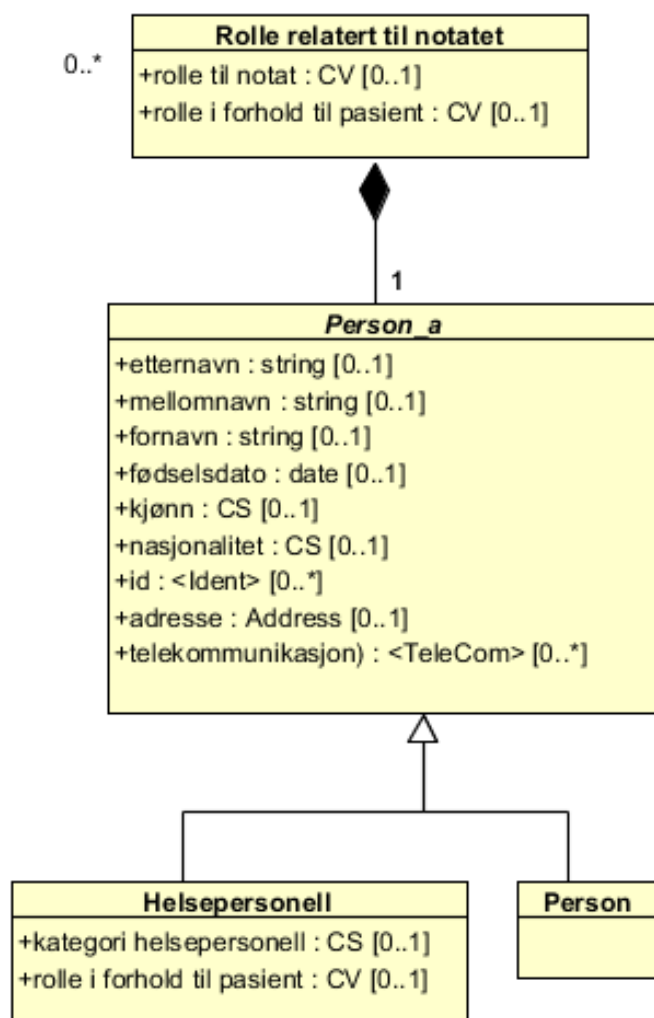 Rolle relatert til notatet
0..*
+rolle til notat : CV [0..1]
+rolle i forhold til pasient : CV [0..1]
1
Person_a
+etternavn : string [0..1]
+mellomnavn : string [0..1]
+fornavn : string [0..1]
+fødselsdato : date [0..1]
+kjønn : CS [0..1]
+nasjonalitet : CS [0..1]
+id : <Ident> [0..*]
+adresse : Address [0..1]
+telekommunikasjon) : <TeleCom> [0..*]
Helsepersonell
+kategori helsepersonell : CS [0..1]
+rolle i forhold til pasient : CV [0..1]
Person